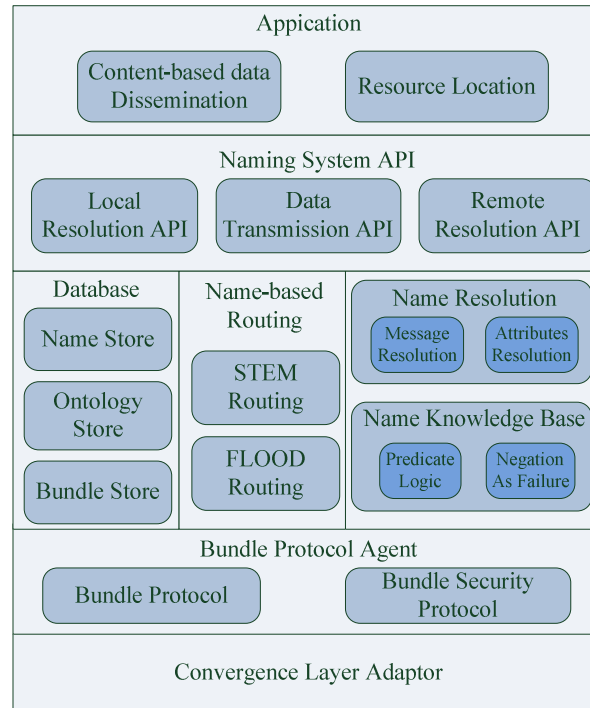 Appication
Content-based data
Dissemination
Resource Location
Naming System API
Local
Resolution API
Data
Transmission API
Remote
Resolution API
Database
Name Store
Ontology
Store
Bundle Store
Name-based
Routing
STEM
Routing
FLOOD
Routing
Name Resolution
Message
Resolution
Attributes
Resolution
Name Knowledge Base
Predicate
Logic
Negation
As Failure
Bundle Protocol Agent
Bundle Protocol
Bundle Security
Protocol
Convergence Layer Adaptor